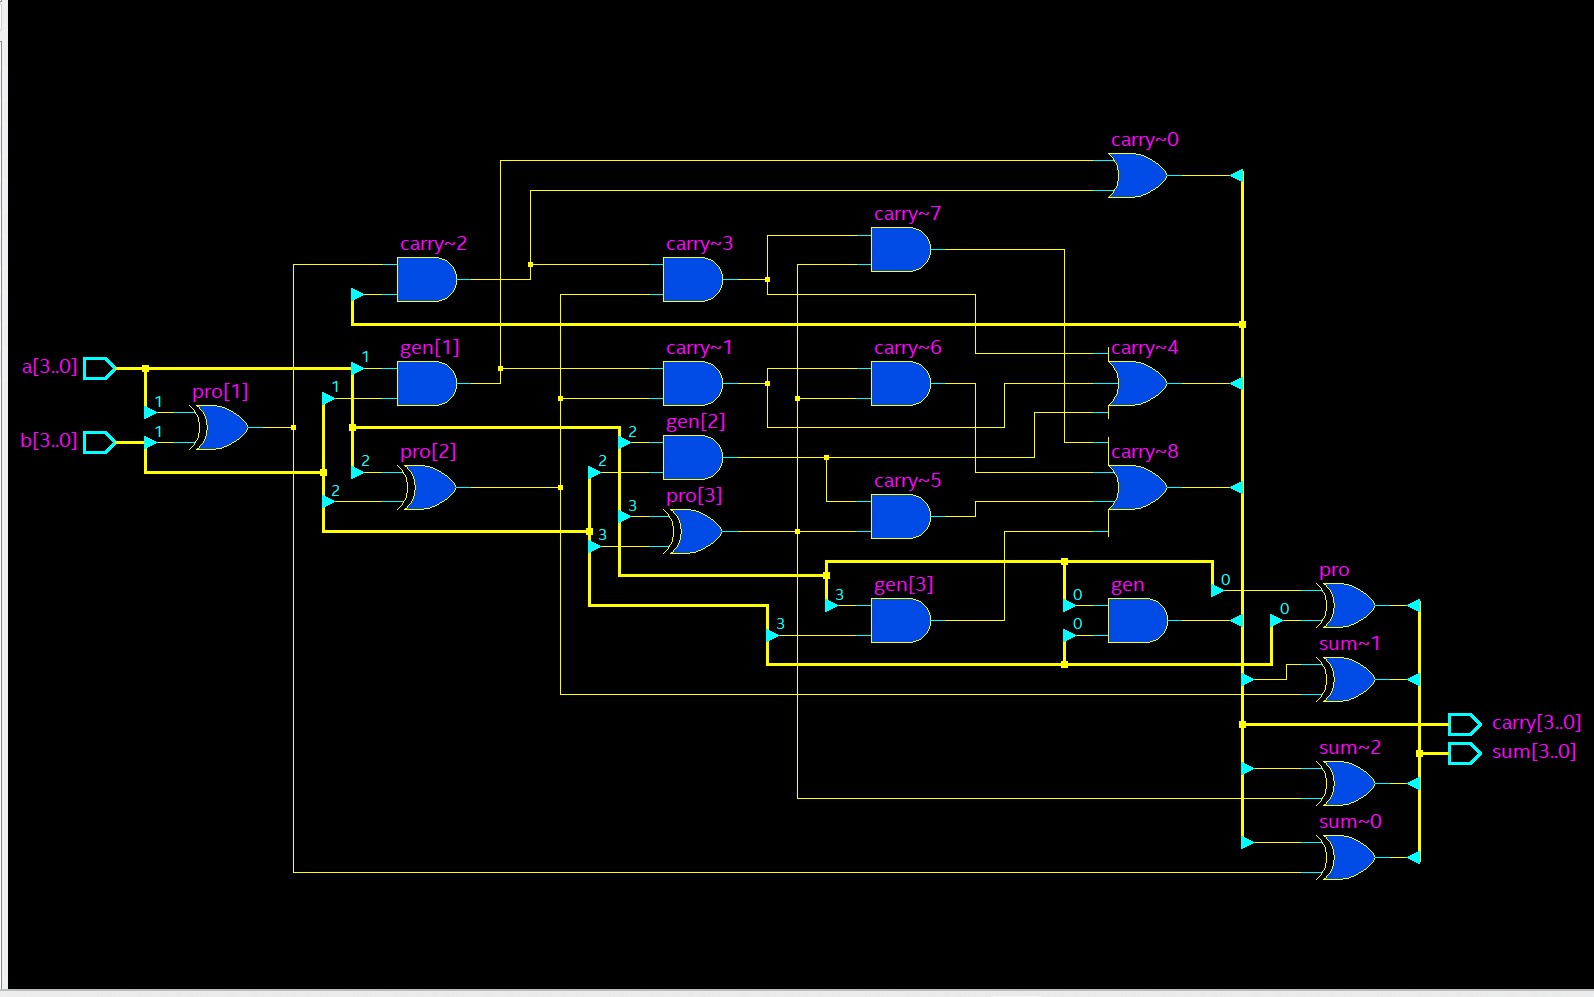 carry~0
carry~7
carry~2
carry~3
gen[1]
carry~1
carry~6
carry~4
a[3..0]
1
pro[1]
1
1
b[3..0]
1
gen[2]
2
pro[2]
2
carry~8
2
2
pro[3]
carry~5
3
3
gen[3]
gen
pro
3
0
0
0
3
0
sum~1
carry[3..0]
sum~2
sum[3..0]
sum~0